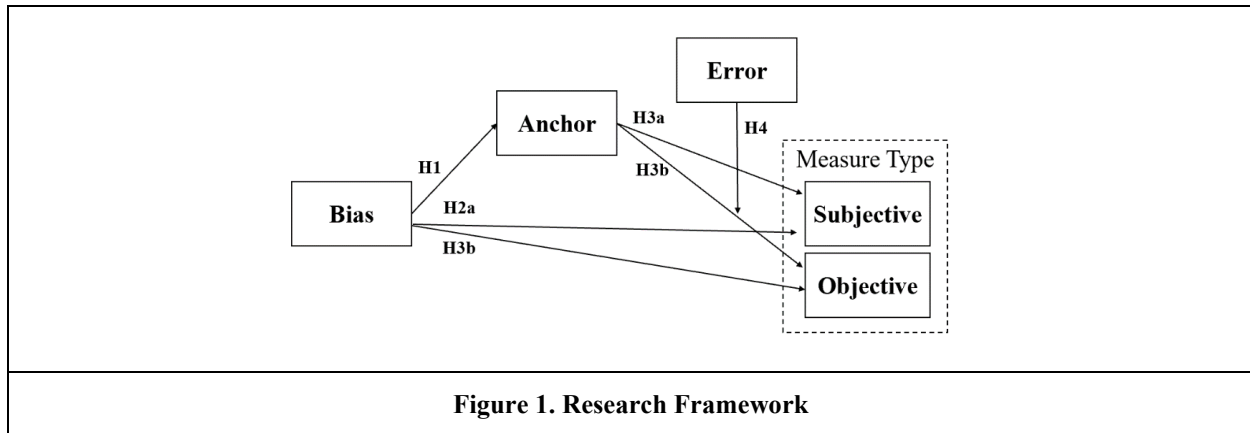 Error
Anchor
H3a
H4
H3b
Measure Type
H1
Bias
H2a
Subjective
H3b
Objective
Figure 1. Research Framework